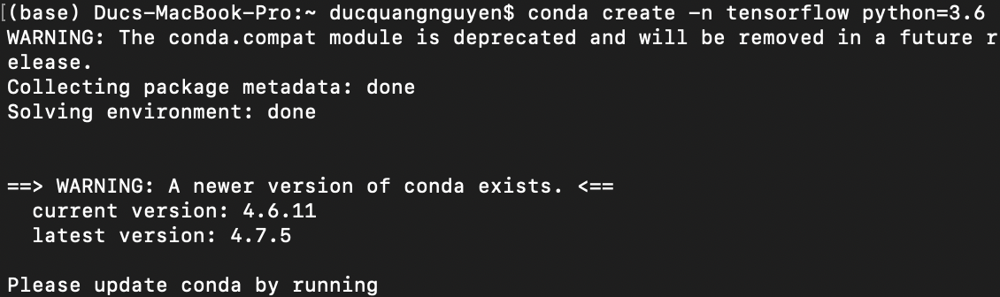 [(base) Ducs-MacBook-Pro:~ ducquangnguyen$ conda create -n tensorflow python=3.6
WARNING: The conda.compat module is deprecated and will be removed in a future r
elease.
Collecting package metadata: done
Solving environment: done
==> WARNING: A newer version of conda exists. <==
current version: 4.6.11
latest version: 4.7.5
Please update conda by running